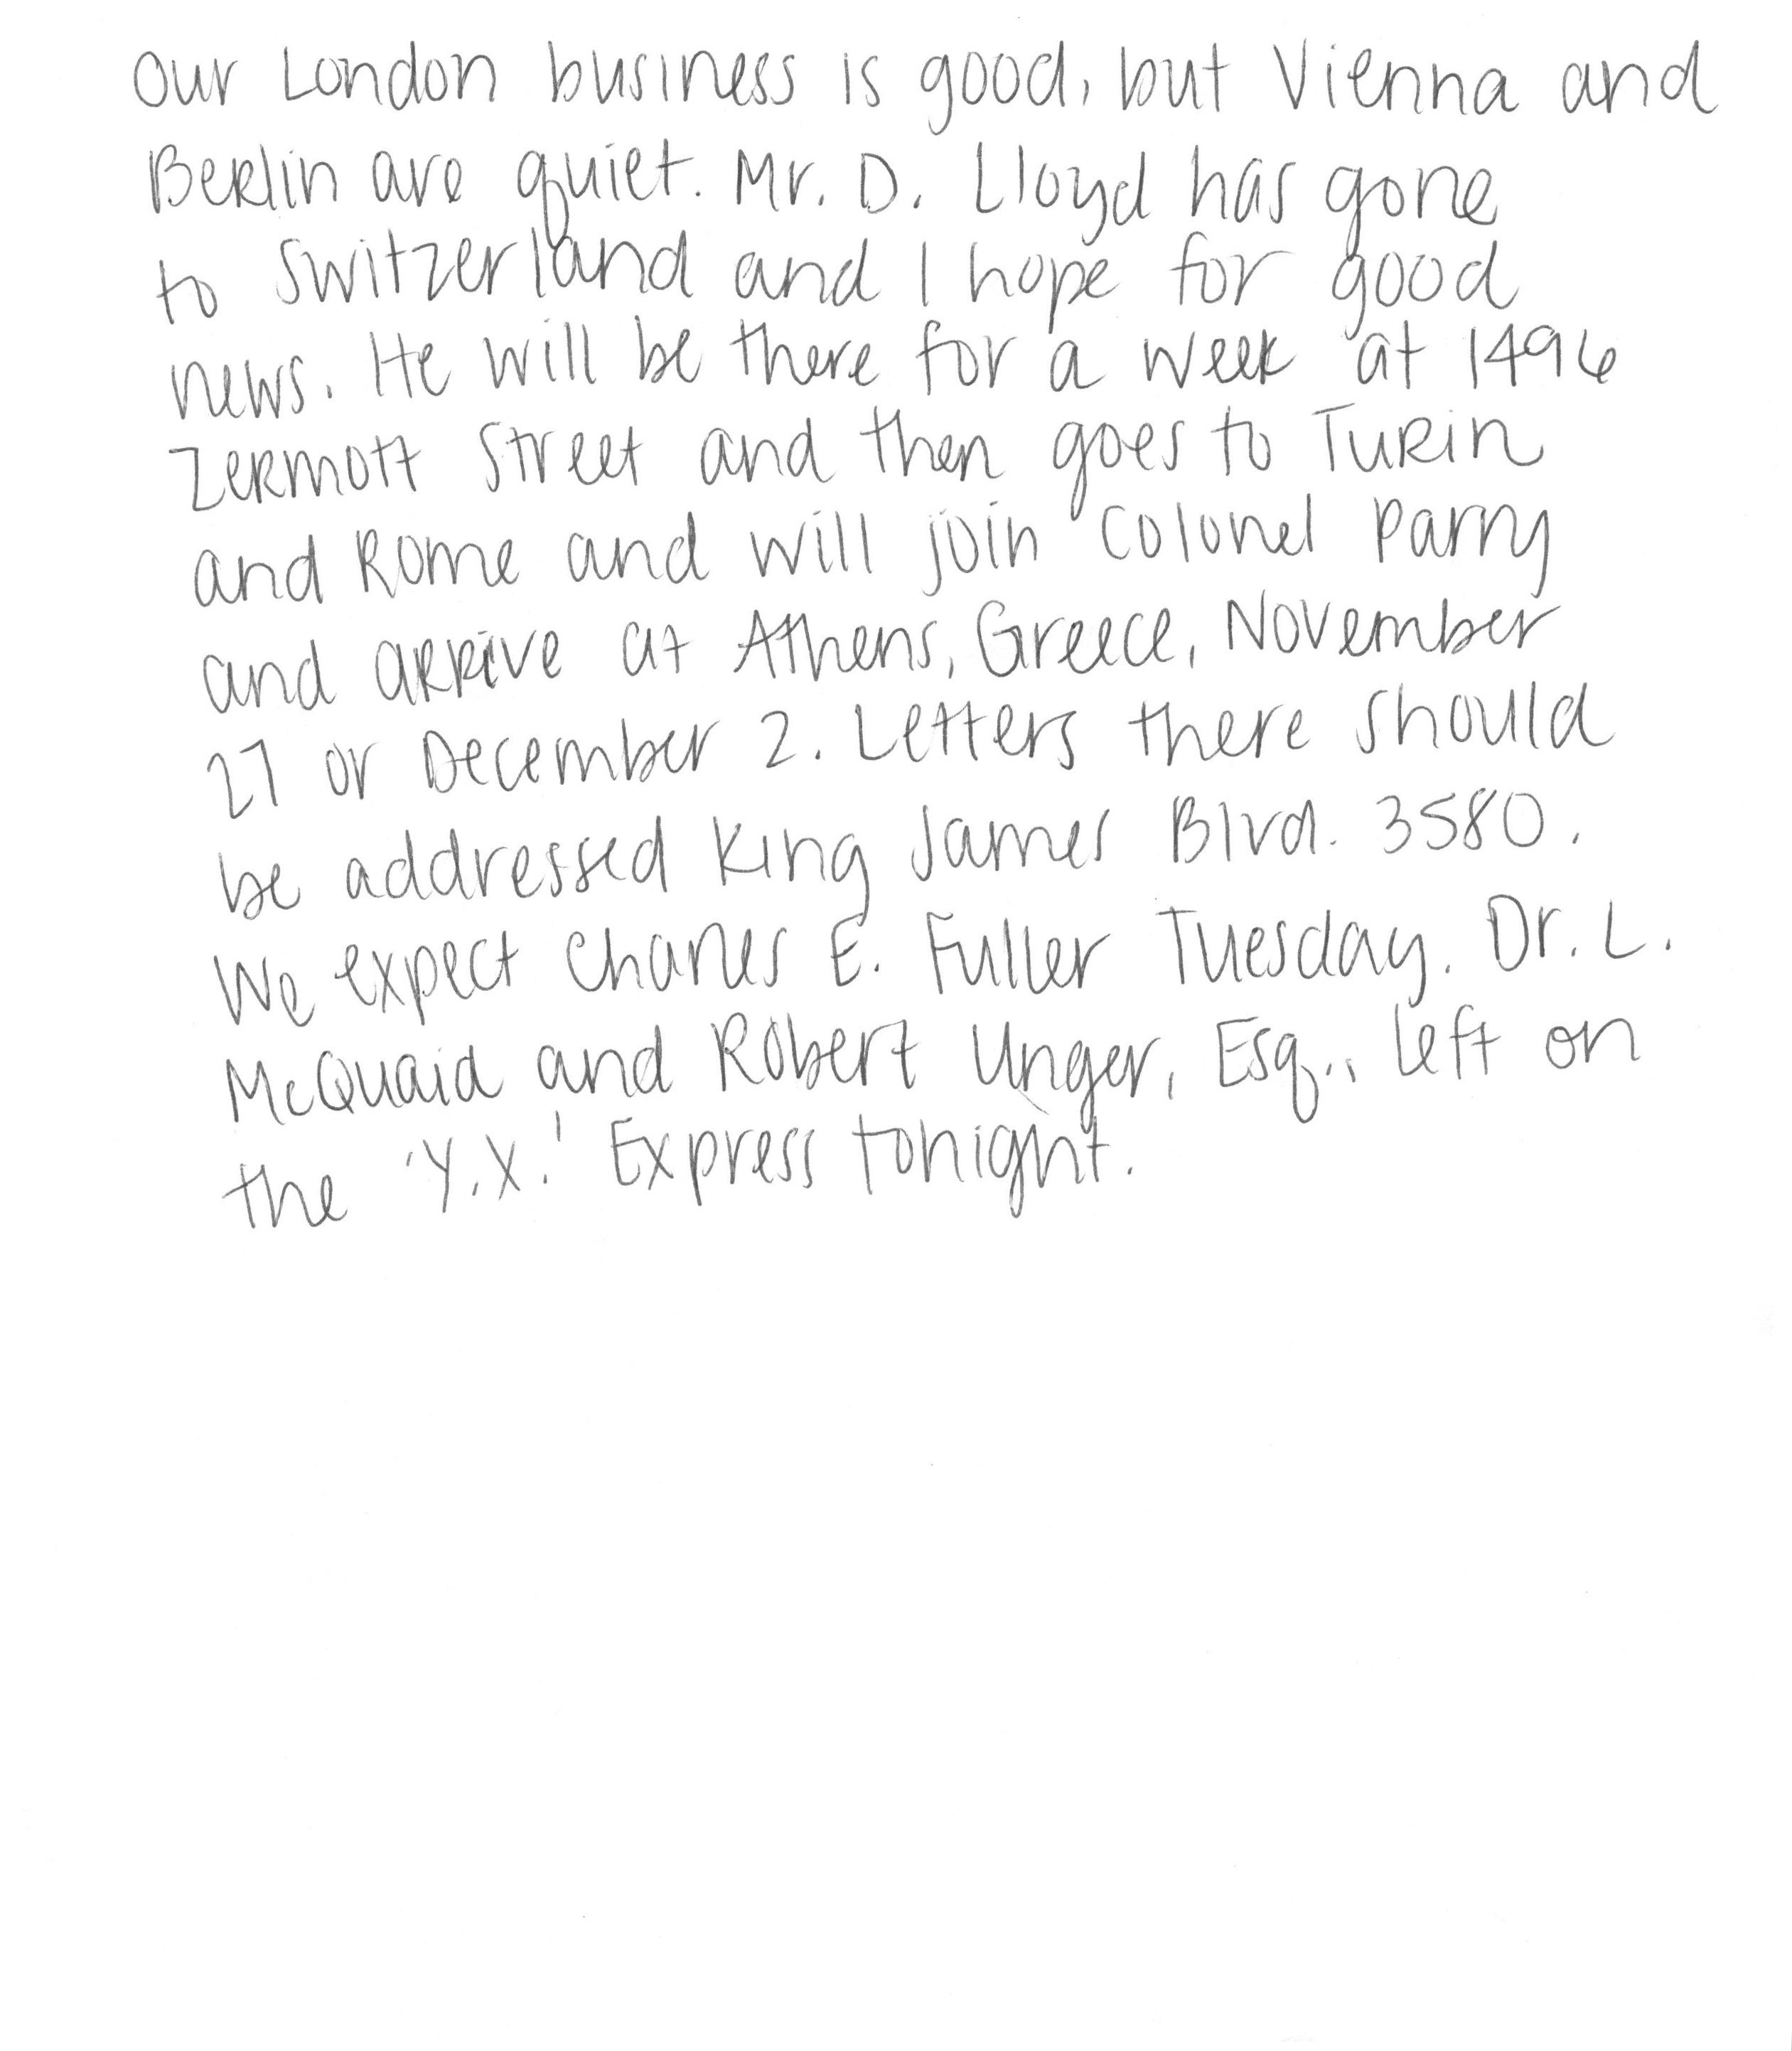 Our London business is good, but Vienna and
Berlin are quiet. Mr. D. Lloyd has gone
to Switzerland and I hope for good
news. He will be there for a week at 1496
Zermott Street and then goes to Turin
and Rome and will join Colonel Parry
and arrive at Athens, Greece, November
27 or December 2. Letters there should
be addressed King James Blvd. 3580.
We expect Charles E. Fuller Tuesday. Dr. L.
McQuaid and Robert Unger, Esq., left on
the 'Y.X.' Express tonight.